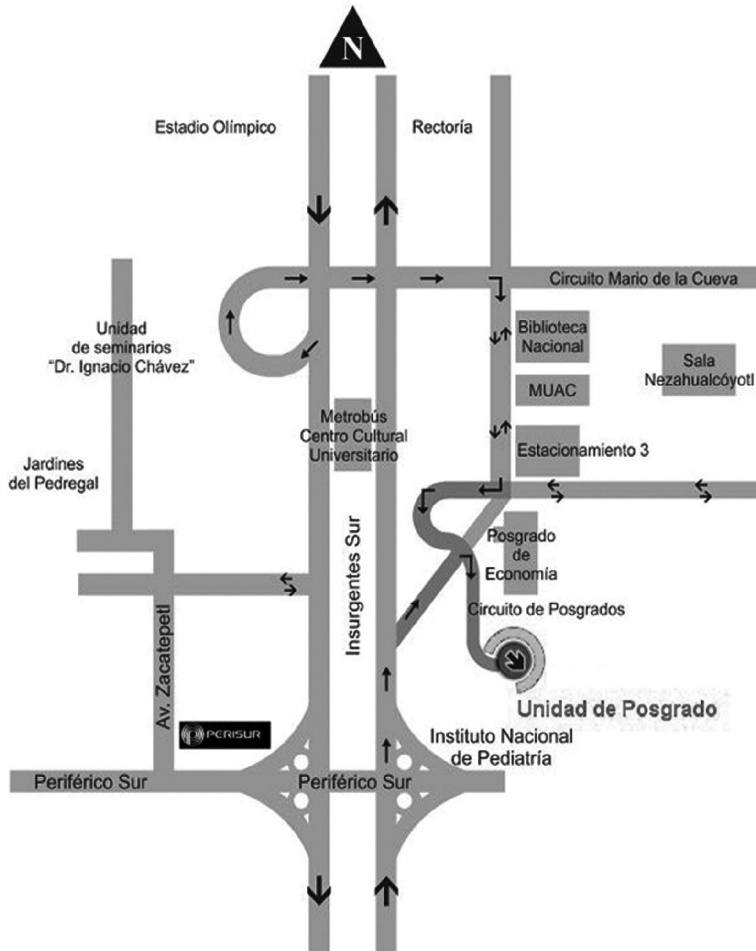 N
Estadio Olímpico
Rectoría
Circuito Mario de la Cueva
Unidad
de seminarios
“Dr. Ignacio Chávez”
Biblioteca
Nacional
Sala
Nezahualcóyotl
MUAC
Metrobús
Centro Cultural
Universitario
Estacionamiento 3
Jardines
del Pedregal
Posgrado
de
Economía
Insurgentes Sur
Circuito de Posgrados
Av. Zacatepetl
Unidad de Posgrado
PERISUR
Instituto Nacional
de Pediatría
Periférico Sur
Periférico Sur